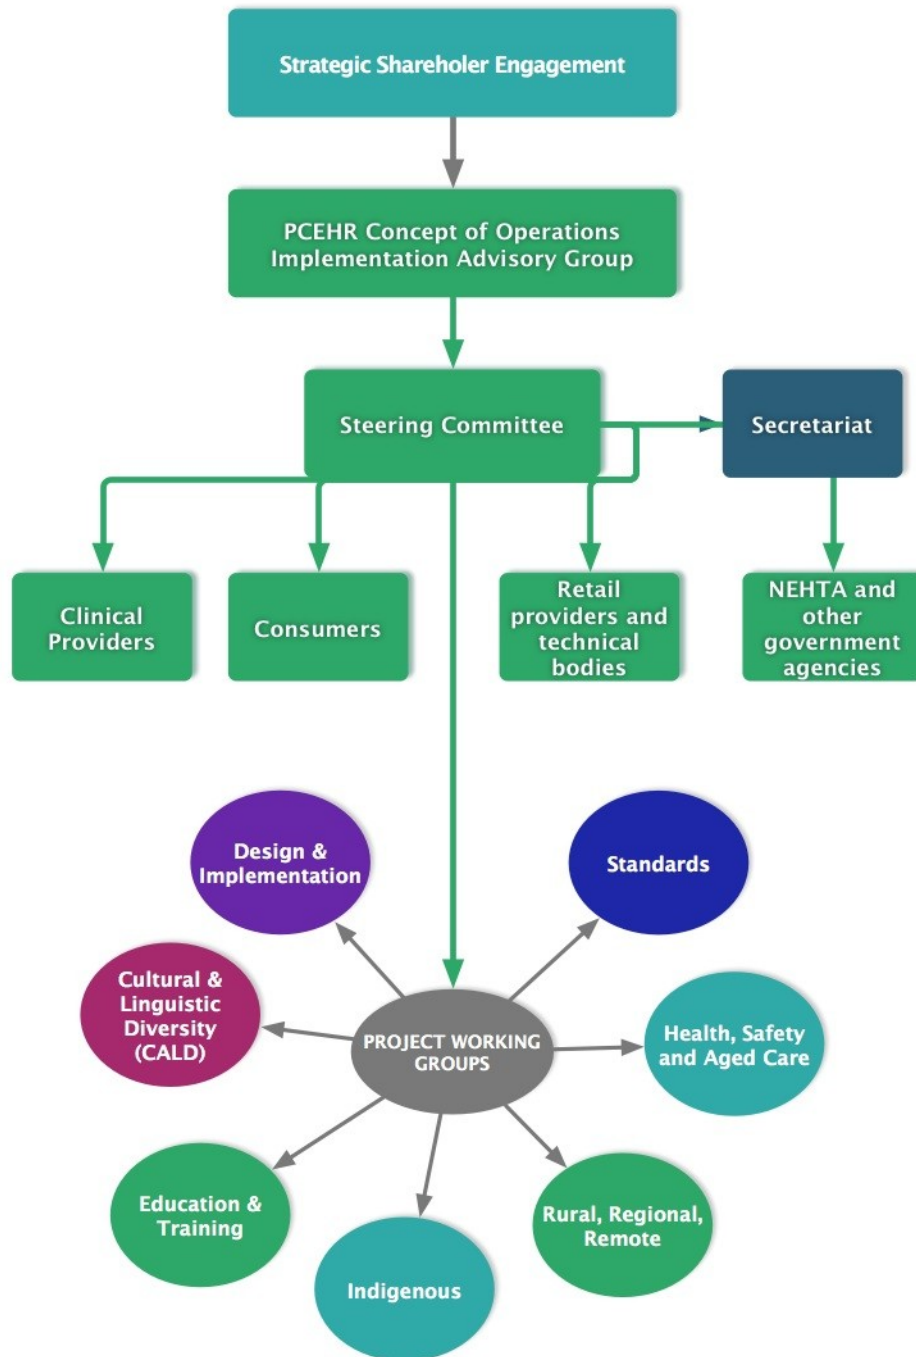 Strategic Shareholer Engagement
PCEHR Concept of Operations
Implementation Advisory Group
Steering Committee
Secretariat
Clinical
Providers
Consumers
Retail
providers and
technical
bodies
NEHTA and
other
government
agencies
Design &
Implementation
Standards
Cultural &
Linguistic
Diversity
(CALD)
PROJECT WORKING
GROUPS
Health, Safety
and Aged Care
Education &
Training
Rural, Regional,
Remote
Indigenous